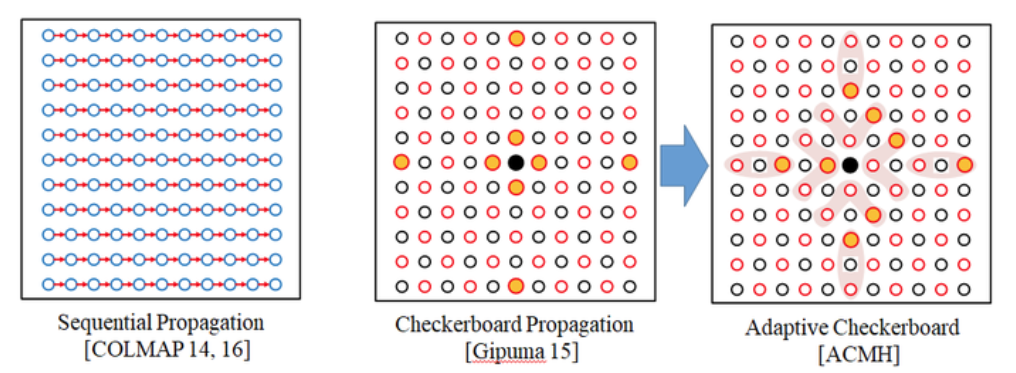 Sequential Propagation
[COLMAP 14, 16]
Checkerboard Propagation
[Gipuma 15]
Adaptive Checkerboard
[ACMH]